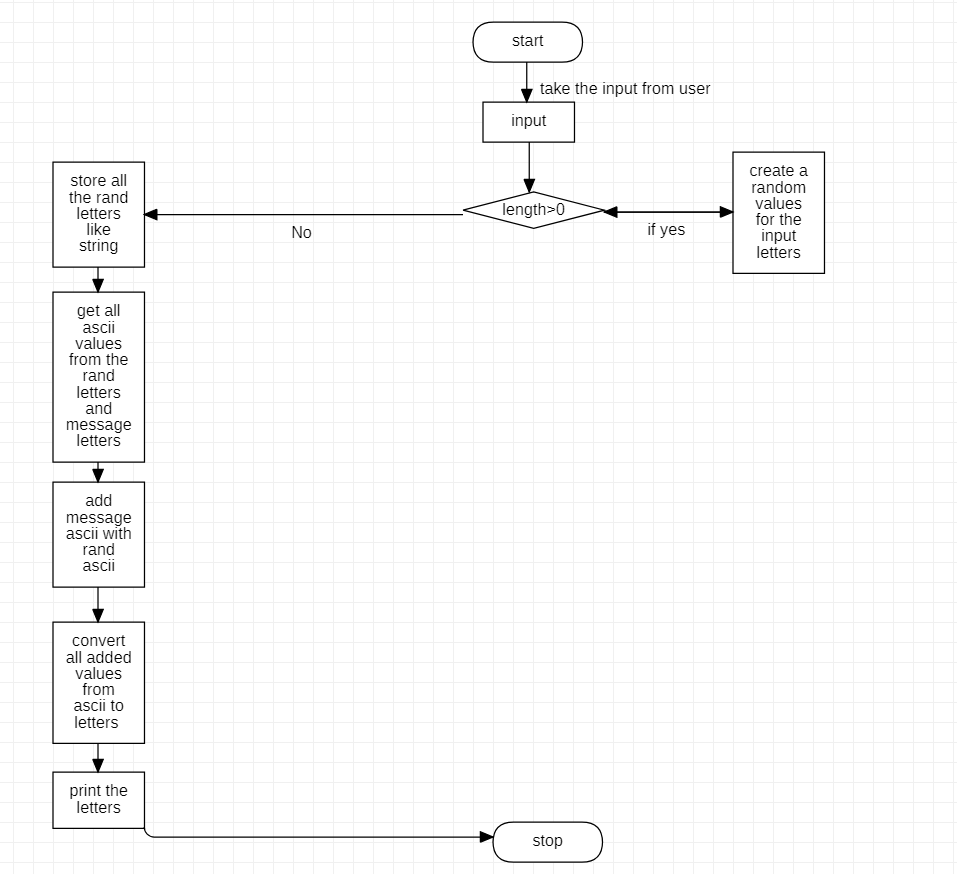 start
take the input from user
input
length>0
if yes
create a
random
values
for the
input
letters
No
store all
the rand
letters
like
string
get all
ascii
values
from the
rand
letters
and
message
letters
add
message
ascii with
rand
ascii
convert
all added
values
from
ascii to
letters
print the
letters
stop